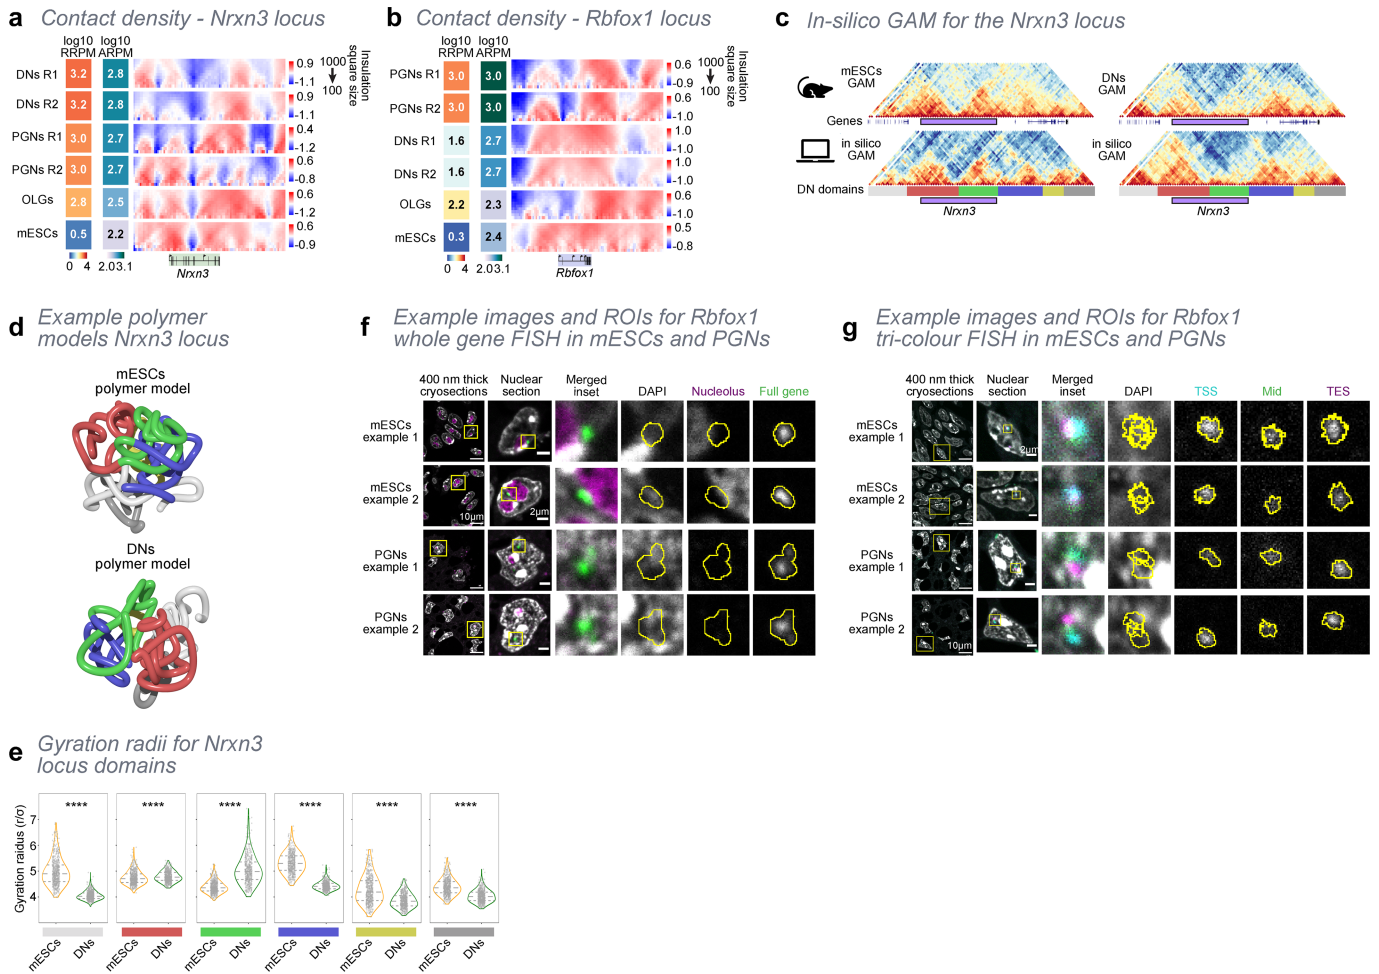 a Contact density - Nrxn3 locus
log10 RRPM
log10 ARPM
DNs R1 3.2 2.8 0.9 -1.1
DNs R2 3.2 2.8 0.9 -1.1
PGNs R1 3.0 2.7 0.4 -1.2
PGNs R2 3.0 2.7 0.6 -0.8
OLGs 2.8 2.5 0.6 -1.2
mESCs 0.5 2.2 0.6 -0.9
0 4 2.0 3.1
Nrxn3
1000
100
Insulation
square size
b Contact density - Rbfox1 locus
log10 RRPM
log10 ARPM
PGNs R1 3.0 3.0 0.6 -0.9
PGNs R2 3.0 3.0 0.6 -1.0
DNs R1 1.6 2.7 1.0 -1.0
DNs R2 1.6 2.7 1.0 -1.0
OLGs 2.2 2.3 0.6 -1.0
mESCs 0.3 2.4 0.5 -0.8
0 4 2.0 3.1
Rbfox1
1000
100
Insulation
square size
c In-silico GAM for the Nrxn3 locus
mESCs
GAM
DNs
GAM
Genes
in silico
GAM
in silico
GAM
DN domains
Nrxn3
Nrxn3
d Example polymer
models Nrxn3 locus
mESCs
polymer model
DNs
polymer model
e Gyration radii for Nrxn3
locus domains
Gyration raidus (r/σ)
7
6
5
4
**** **** **** **** **** ****
mESCs DNs mESCs DNs mESCs DNs mESCs DNs mESCs DNs mESCs DNs
f Example images and ROIs for Rbfox1
whole gene FISH in mESCs and PGNs
400 nm thick
cryosections
Nuclear
section
Merged
inset
DAPI
Nucleolus
Full gene
mESCs
example 1
mESCs
example 2
10µm
2µm
PGNs
example 1
PGNs
example 2
g Example images and ROIs for Rbfox1
tri-colour FISH in mESCs and PGNs
400 nm thick
cryosections
Nuclear
section
Merged
inset
DAPI
TSS
Mid
TES
mESCs
example 1
2µm
mESCs
example 2
PGNs
example 1
PGNs
example 2
10µm